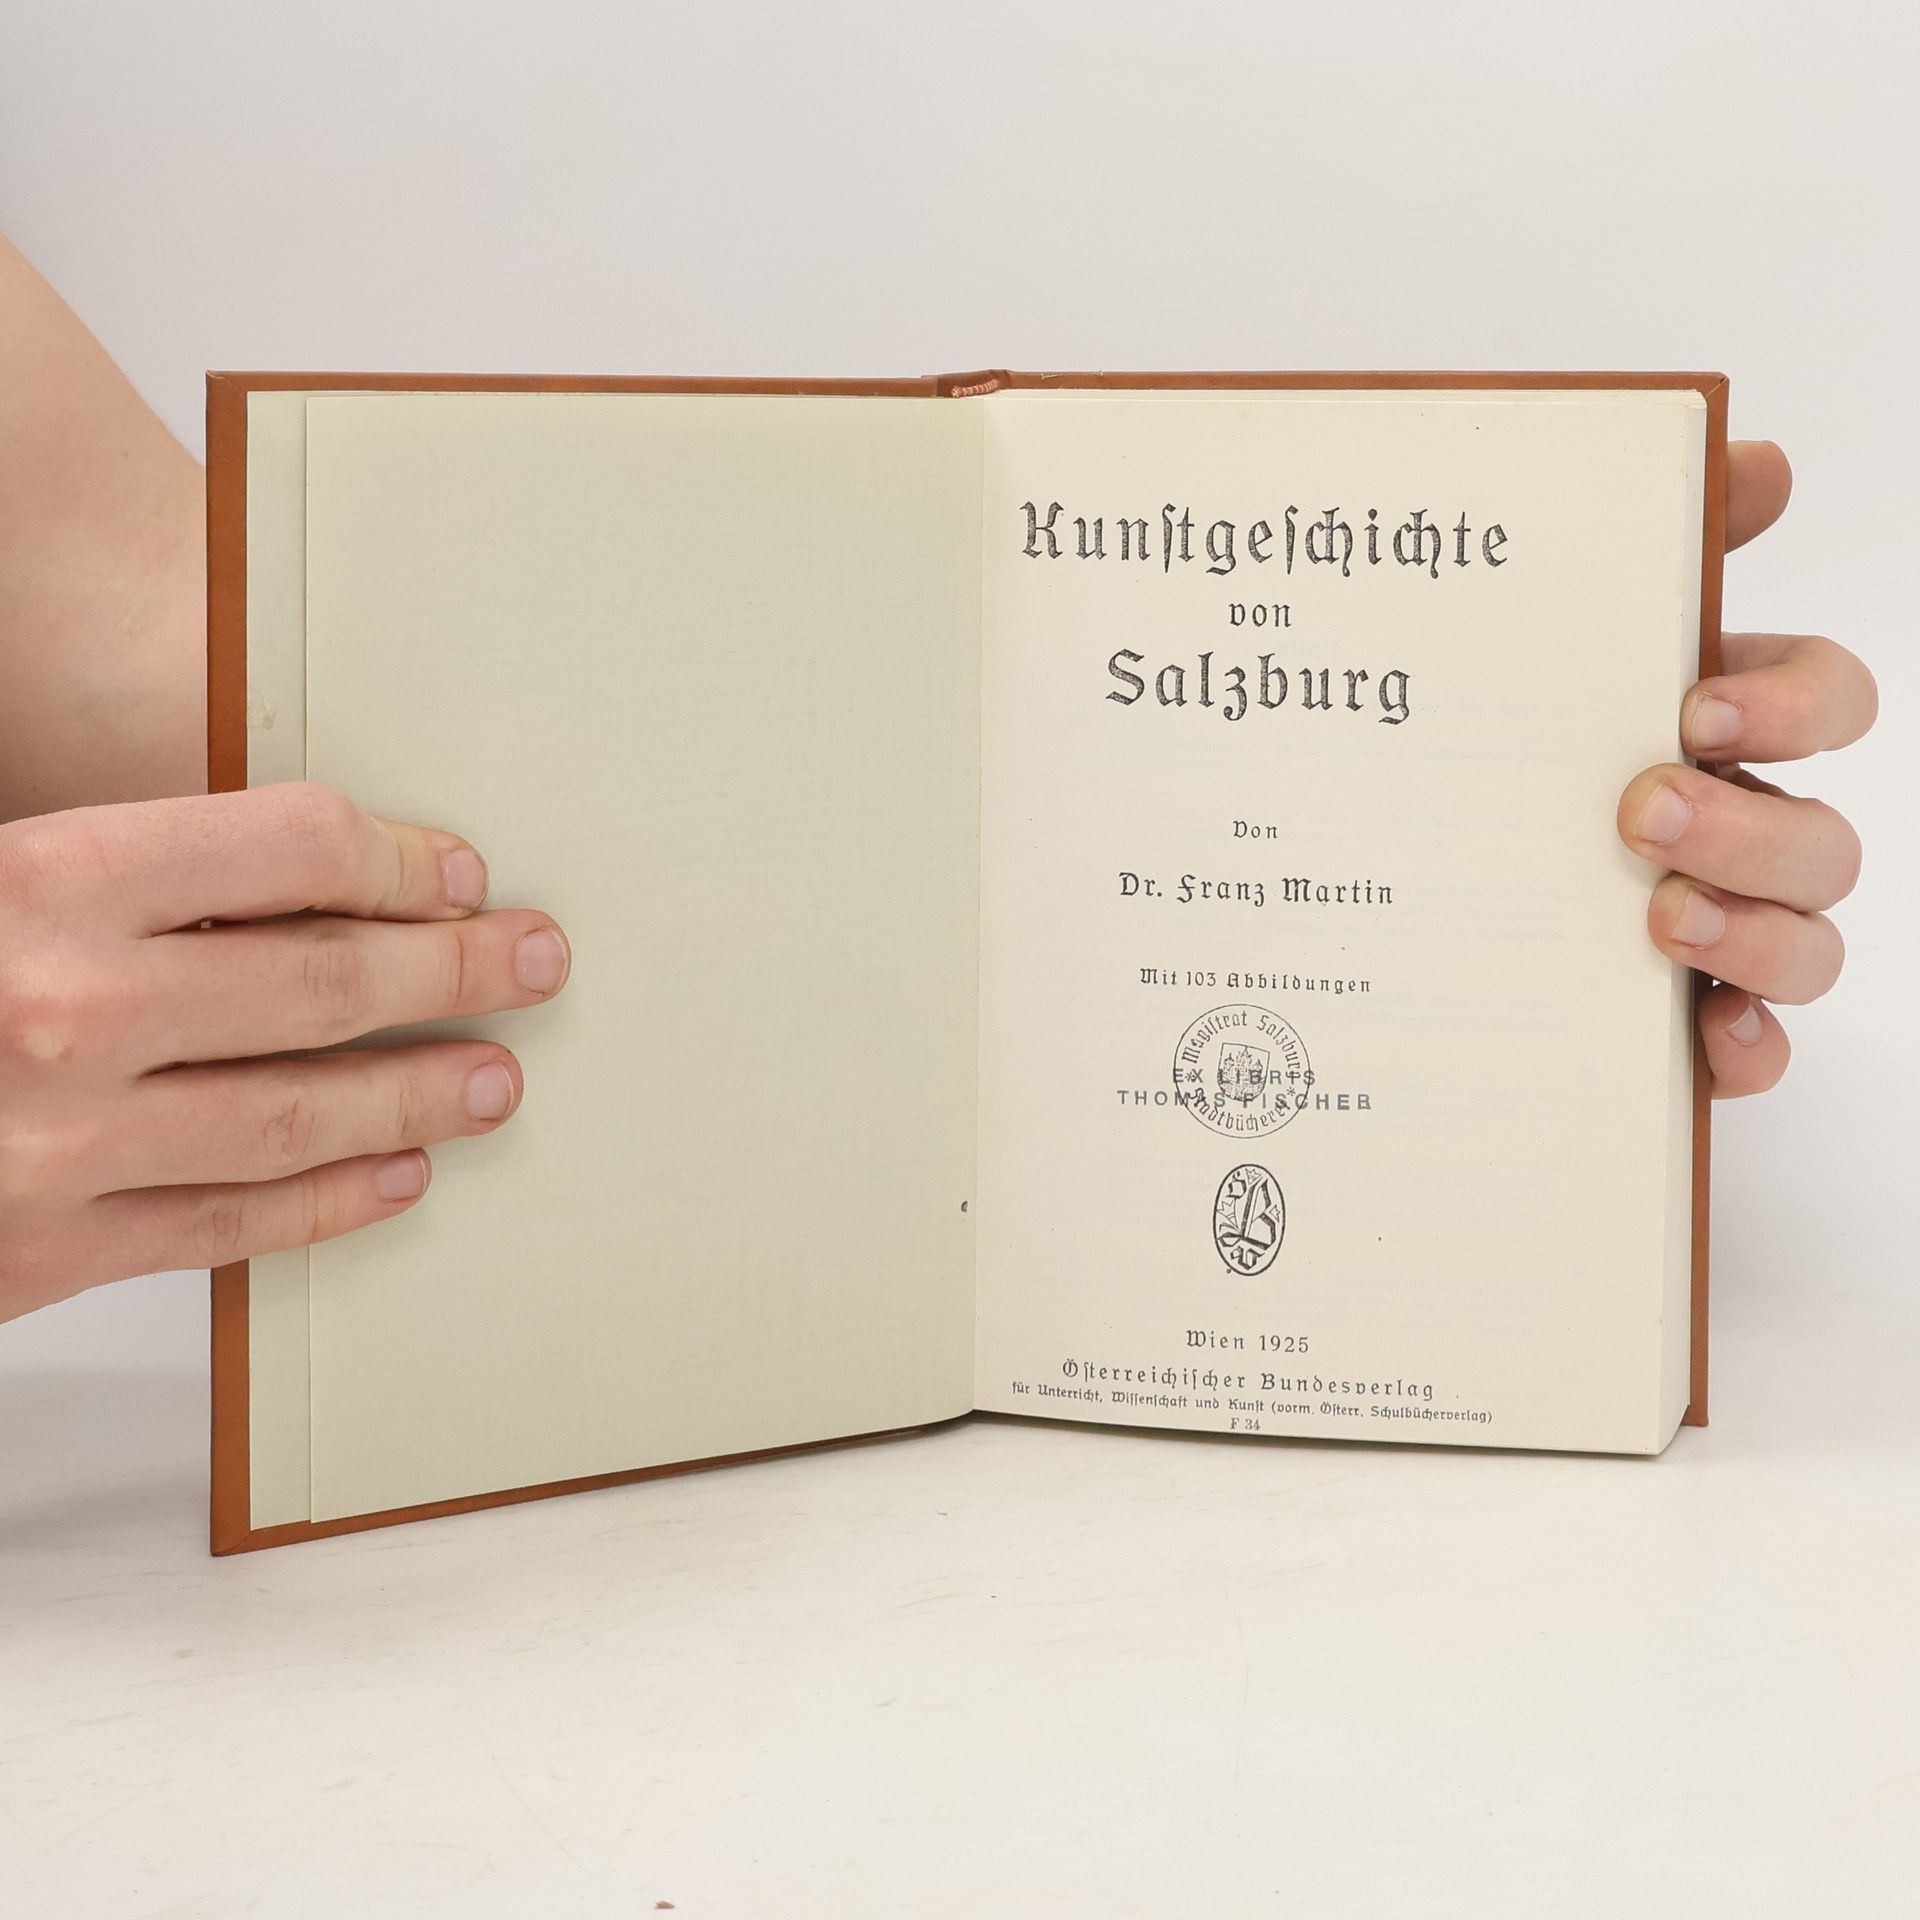 Kunſtgeſchichte
von
Salzburg
Von
Dr. Franz Martin
Mit 103 Abbildungen
Magiſtrat Salzburg
* Stadtbücherei *
EX LIBRIS
THOMAS FISCHER
Ö
B
V
Wien 1925
Öſterreichiſcher Bundesverlag
für Unterricht, Wiſſenſchaft und Kunſt (vorm. Öſterr. Schulbücherverlag)
F 34